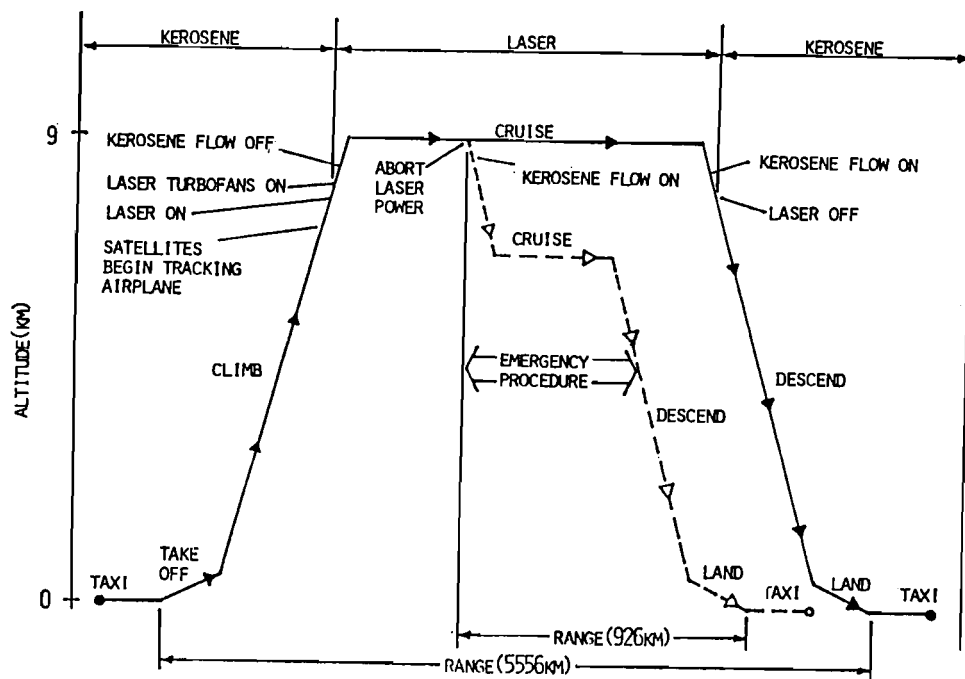 KEROSENE
LASER
KEROSENE
9
CRUISE
KEROSENE FLOW OFF
KEROSENE FLOW ON
ABORT
LASER
POWER
KEROSENE FLOW ON
LASER TURBOFANS ON
LASER ON
LASER OFF
SATELLITES
BEGIN TRACKING
AIRPLANE
CRUISE
ALTITUDE(KM)
CLIMB
EMERGENCY
PROCEDURE
DESCEND
DESCEND
TAKE
OFF
TAXI
0
LAND
TAXI
LAND
TAXI
RANGE(926KM)
RANGE(5556KM)